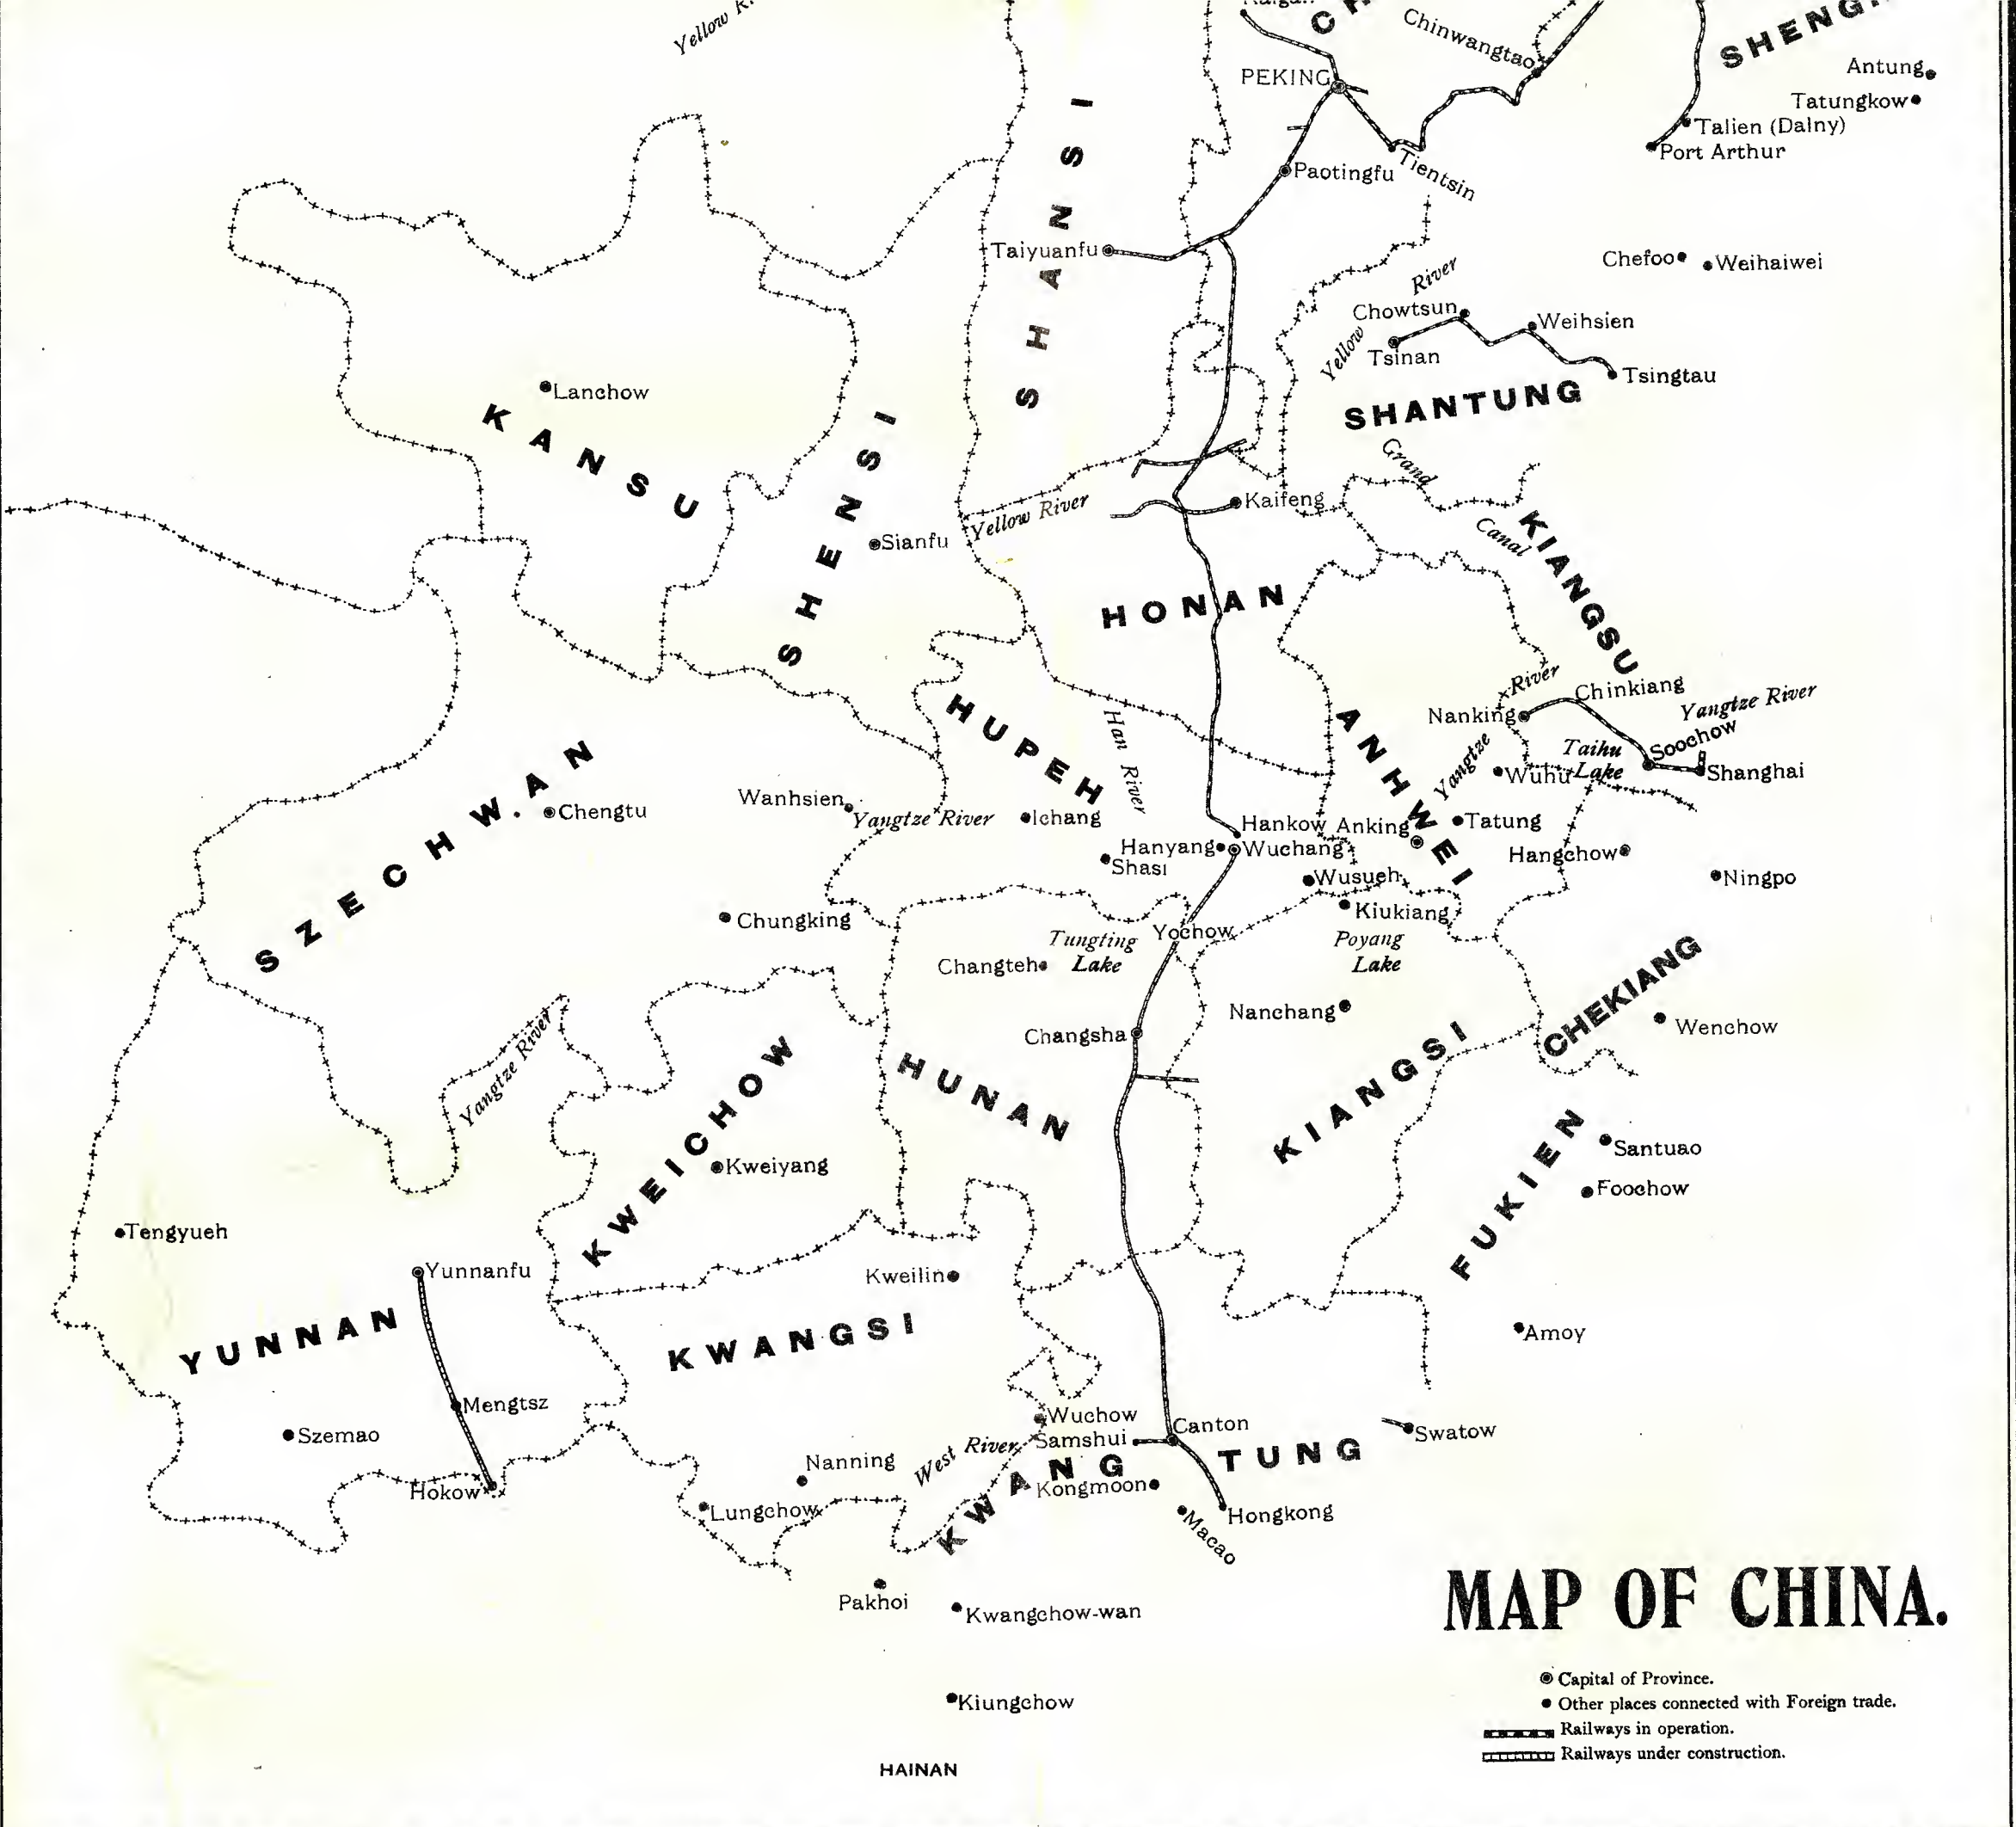 Yellow
Chinwangtao
Antung
PEKING
Tatungkow
Talien (Dalny)
Port Arthur
Tientsin
Paotingfu
SHANSI
Taiyuanfu
Chefoo
Weihaiwei
Yellow River
Chowtsun
Weihsien
Tsinan
Tsingtau
SHANTUNG
Lanchow
KANSU
SHENSI
Grand Canal
Kaifeng
Yellow River
Sianfu
KIANGSU
HONAN
Yangtze River
Chinkiang
Nanking
Yangtze River
Soochow
Taihu Lake
Wuhu
Shanghai
HUPEH
Han River
ANHWEI
SZECHWAN
Chengtu
Wanhsien
Yangtze River
Ichang
Hankow
Anking
Tatung
Hanyang
Wuchang
Hangchow
Shasi
Wusueh
Ningpo
Chungking
Kiukiang
Yochow
Tungting
Lake
Poyang
Lake
Changteh
CHEKIANG
Nanchang
Wenchow
Changsha
Yangtze River
HUNAN
KIANGSI
KWEICHOW
Kweiyang
FUKIEN
Santuao
Foochow
Tengyueh
Yunnanfu
Kweilin
YUNNAN
KWANGSI
Amoy
Mengtsz
Wuchow
Canton
Szemao
Samshui
Swatow
West River
Nanning
KWANG TUNG
Hokow
Kongmoon
Lungchow
Macao
Hongkong
Pakhoi
Kwangchow-wan
Kiungchow
HAINAN
MAP OF CHINA.
Capital of Province.
Other places connected with Foreign trade.
Railways in operation.
Railways under construction.